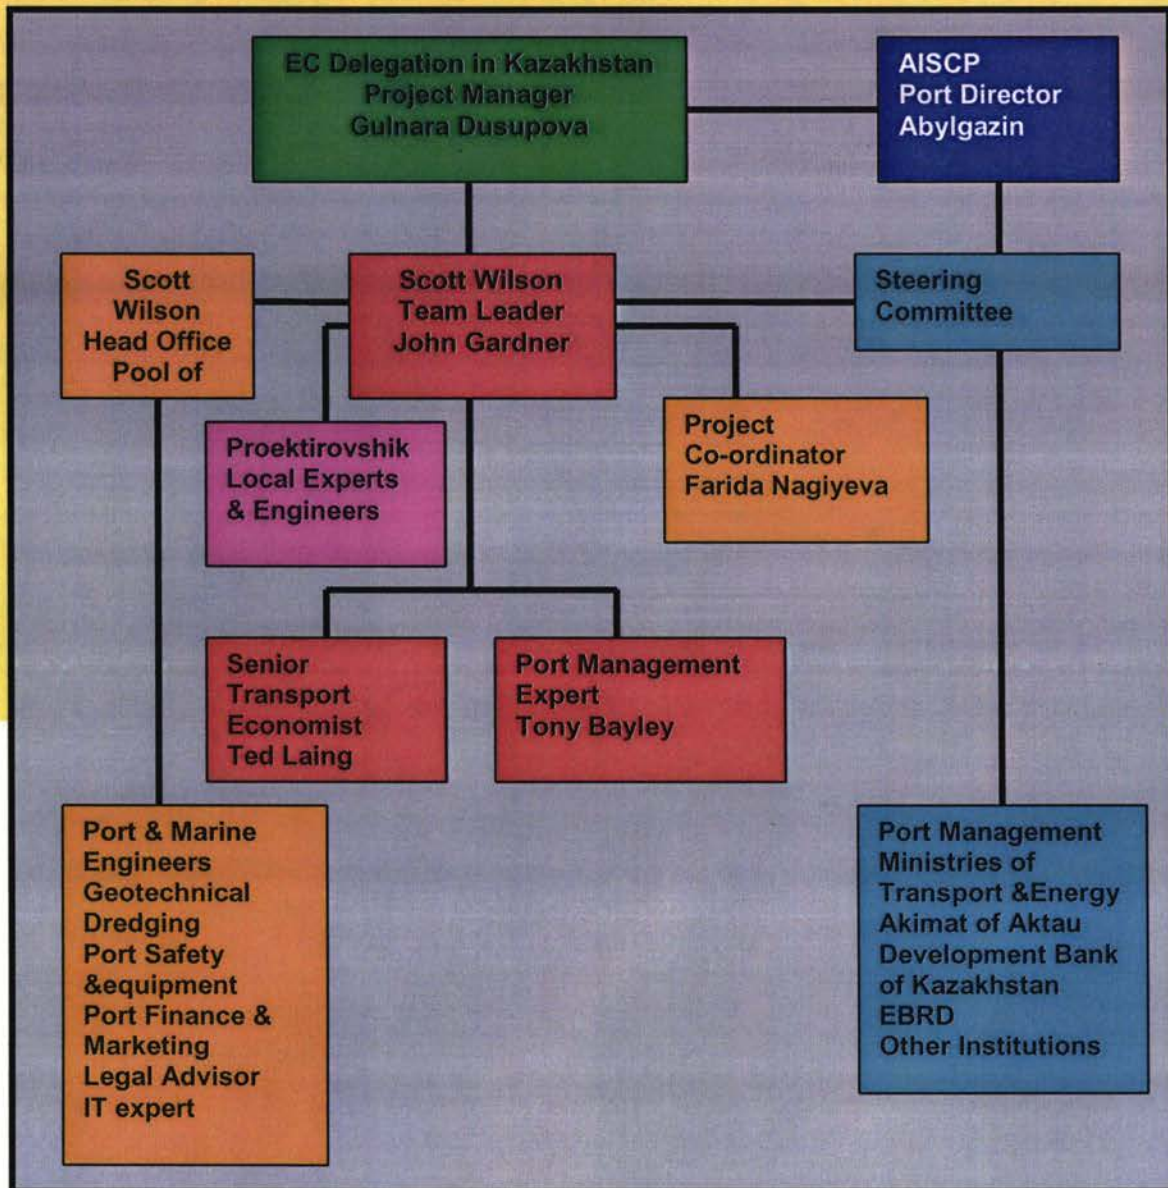 EC Delegation in Kazakhstan
Project Manager
Gulnara Dusupova
AISCP
Port Director
Abylgazin
Scott
Wilson
Head Office
Pool of
Scott Wilson
Team Leader
John Gardner
Steering
Committee
Proektirovshik
Local Experts
& Engineers
Project
Co-ordinator
Farida Nagiyeva
Senior
Transport
Economist
Ted Laing
Port Management
Expert
Tony Bayley
Port & Marine
Engineers
Geotechnical
Dredging
Port Safety
&equipment
Port Finance &
Marketing
Legal Advisor
IT expert
Port Management
Ministries of
Transport &Energy
Akimat of Aktau
Development Bank
of Kazakhstan
EBRD
Other Institutions